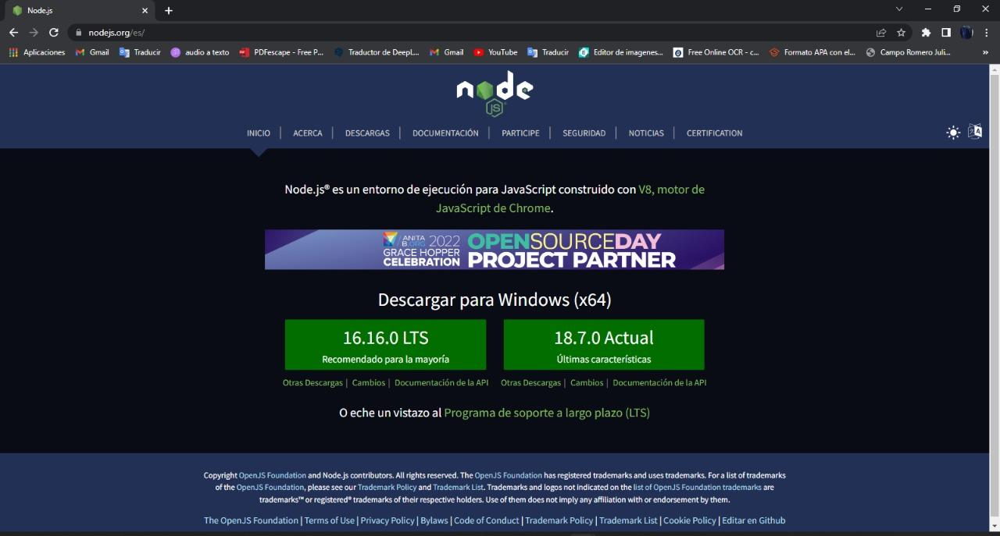 Node.js
nodejs.org/es/
Aplicaciones Gmail Traducir audio a texto PDFescape - Free P... Traductor de DeepL... Gmail YouTube Traducir Editor de imagenes... Free Online OCR - c... Formato APA con el... Campo Romero Juli... »
node
JS
INICIO | ACERCA | DESCARGAS | DOCUMENTACIÓN | PARTICIPE | SEGURIDAD | NOTICIAS | CERTIFICATION
Node.js® es un entorno de ejecución para JavaScript construido con V8, motor de
JavaScript de Chrome.
ANITA B.ORG 2022
GRACE HOPPER
CELEBRATION
OPENSOURCEDAY
PROJECT PARTNER
Descargar para Windows (x64)
16.16.0 LTS
Recomendado para la mayoría
18.7.0 Actual
Últimas características
Otras Descargas | Cambios | Documentación de la API
Otras Descargas | Cambios | Documentación de la API
O eche un vistazo al Programa de soporte a largo plazo (LTS)
Copyright OpenJS Foundation and Node.js contributors. All rights reserved. The OpenJS Foundation has registered trademarks and uses trademarks. For a list of trademarks
of the OpenJS Foundation, please see our Trademark Policy and Trademark List. Trademarks and logos not indicated on the list of OpenJS Foundation trademarks are
trademarks™ or registered® trademarks of their respective holders. Use of them does not imply any affiliation with or endorsement by them.
The OpenJS Foundation | Terms of Use | Privacy Policy | Bylaws | Code of Conduct | Trademark Policy | Trademark List | Cookie Policy | Editar en Github